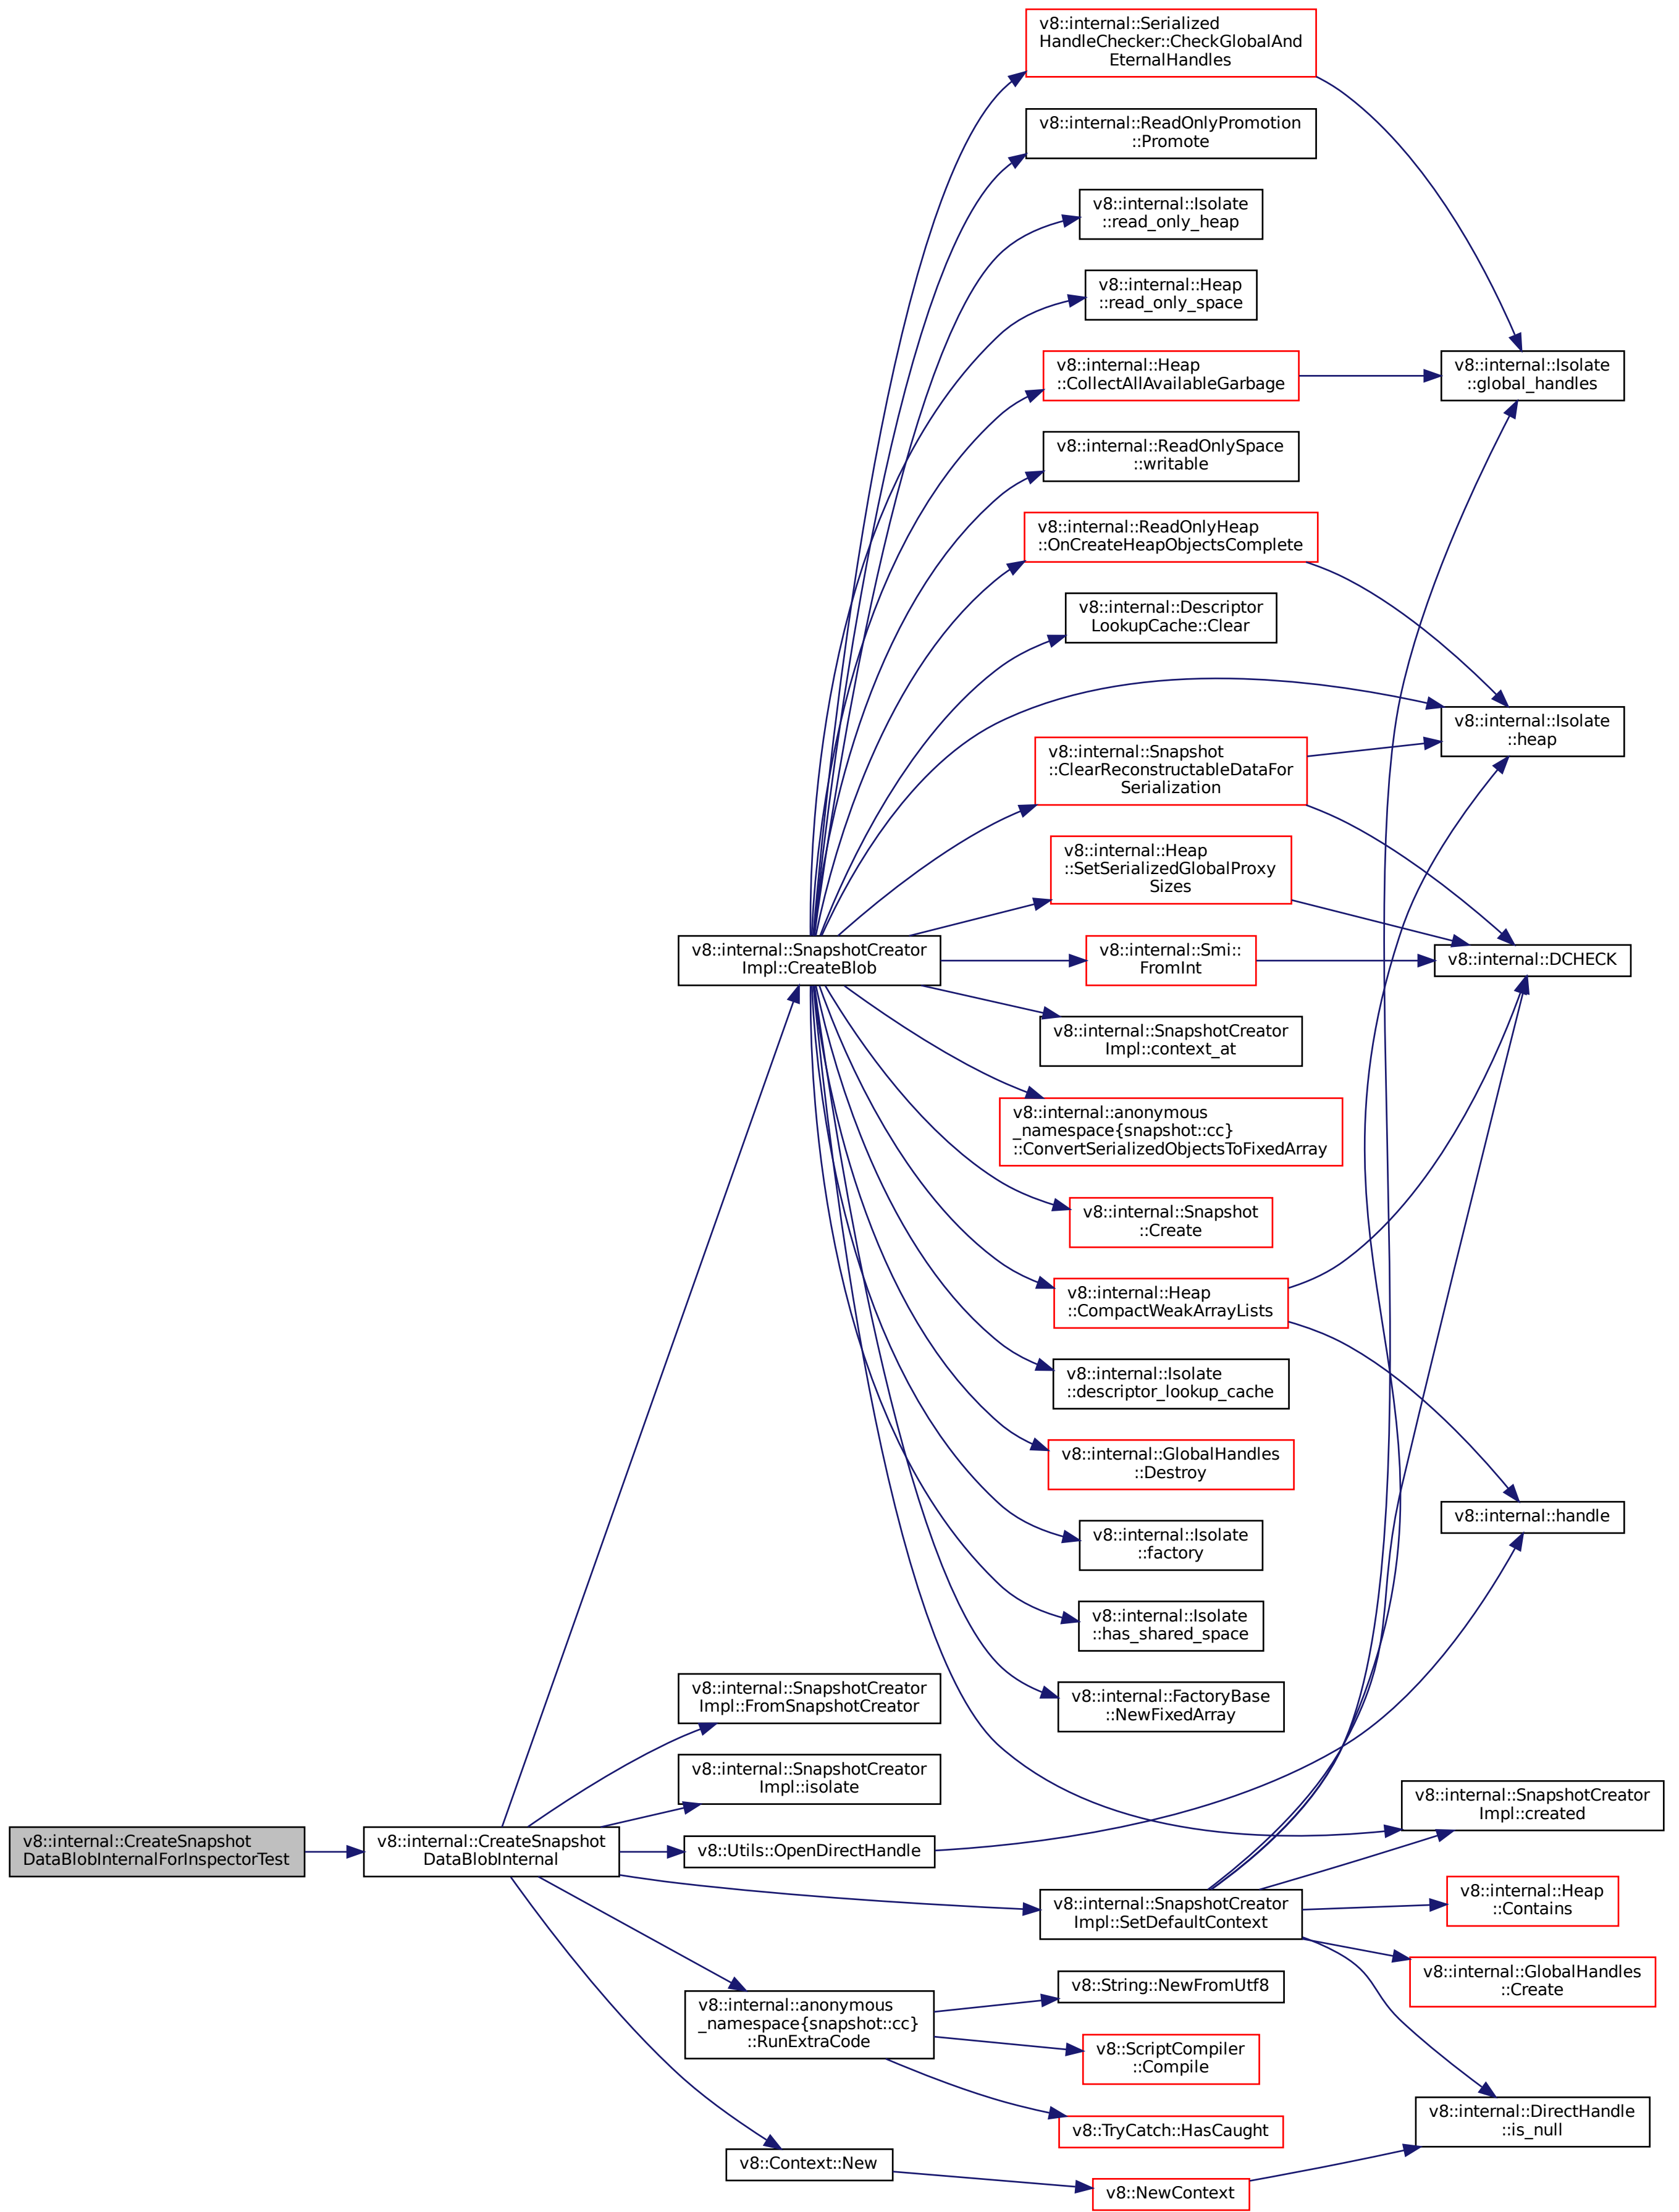 v8::internal::Serialized
HandleChecker::CheckGlobalAnd
EternalHandles
v8::internal::ReadOnlyPromotion
::Promote
v8::internal::Isolate
::read_only_heap
v8::internal::Heap
::read_only_space
v8::internal::Heap
::CollectAllAvailableGarbage
v8::internal::Isolate
::global_handles
v8::internal::ReadOnlySpace
::writable
v8::internal::ReadOnlyHeap
::OnCreateHeapObjectsComplete
v8::internal::Descriptor
LookupCache::Clear
v8::internal::Isolate
::heap
v8::internal::Snapshot
::ClearReconstructableDataFor
Serialization
v8::internal::Heap
::SetSerializedGlobalProxy
Sizes
v8::internal::SnapshotCreator
Impl::CreateBlob
v8::internal::Smi::
FromInt
v8::internal::DCHECK
v8::internal::SnapshotCreator
Impl::context_at
v8::internal::anonymous
_namespace{snapshot::cc}
::ConvertSerializedObjectsToFixedArray
v8::internal::Snapshot
::Create
v8::internal::Heap
::CompactWeakArrayLists
v8::internal::Isolate
::descriptor_lookup_cache
v8::internal::GlobalHandles
::Destroy
v8::internal::handle
v8::internal::Isolate
::factory
v8::internal::Isolate
::has_shared_space
v8::internal::SnapshotCreator
Impl::FromSnapshotCreator
v8::internal::FactoryBase
::NewFixedArray
v8::internal::SnapshotCreator
Impl::isolate
v8::internal::SnapshotCreator
Impl::created
v8::internal::CreateSnapshot
DataBlobInternalForInspectorTest
v8::internal::CreateSnapshot
DataBlobInternal
v8::Utils::OpenDirectHandle
v8::internal::SnapshotCreator
Impl::SetDefaultContext
v8::internal::Heap
::Contains
v8::internal::GlobalHandles
::Create
v8::String::NewFromUtf8
v8::internal::anonymous
_namespace{snapshot::cc}
::RunExtraCode
v8::ScriptCompiler
::Compile
v8::TryCatch::HasCaught
v8::internal::DirectHandle
::is_null
v8::Context::New
v8::NewContext